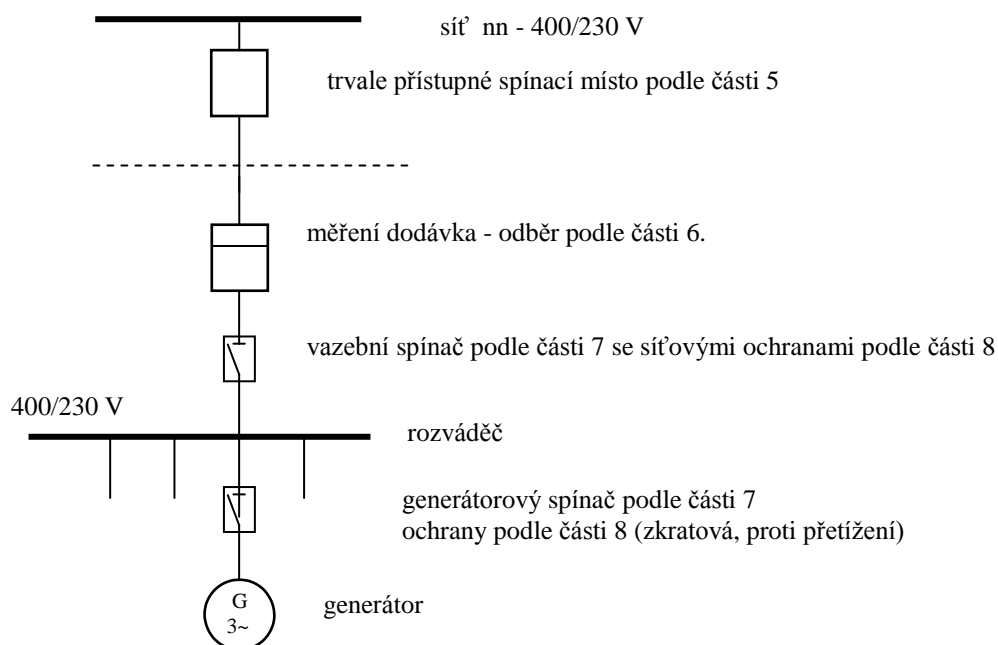 síť nn - 400/230 V
trvale přístupné spínací místo podle části 5
měření dodávka - odběr podle části 6.
vazební spínač podle části 7 se síťovými ochranami podle části 8
400/230 V
rozváděč
generátorový spínač podle části 7
ochrany podle části 8 (zkratová, proti přetížení)
G
3~
generátor